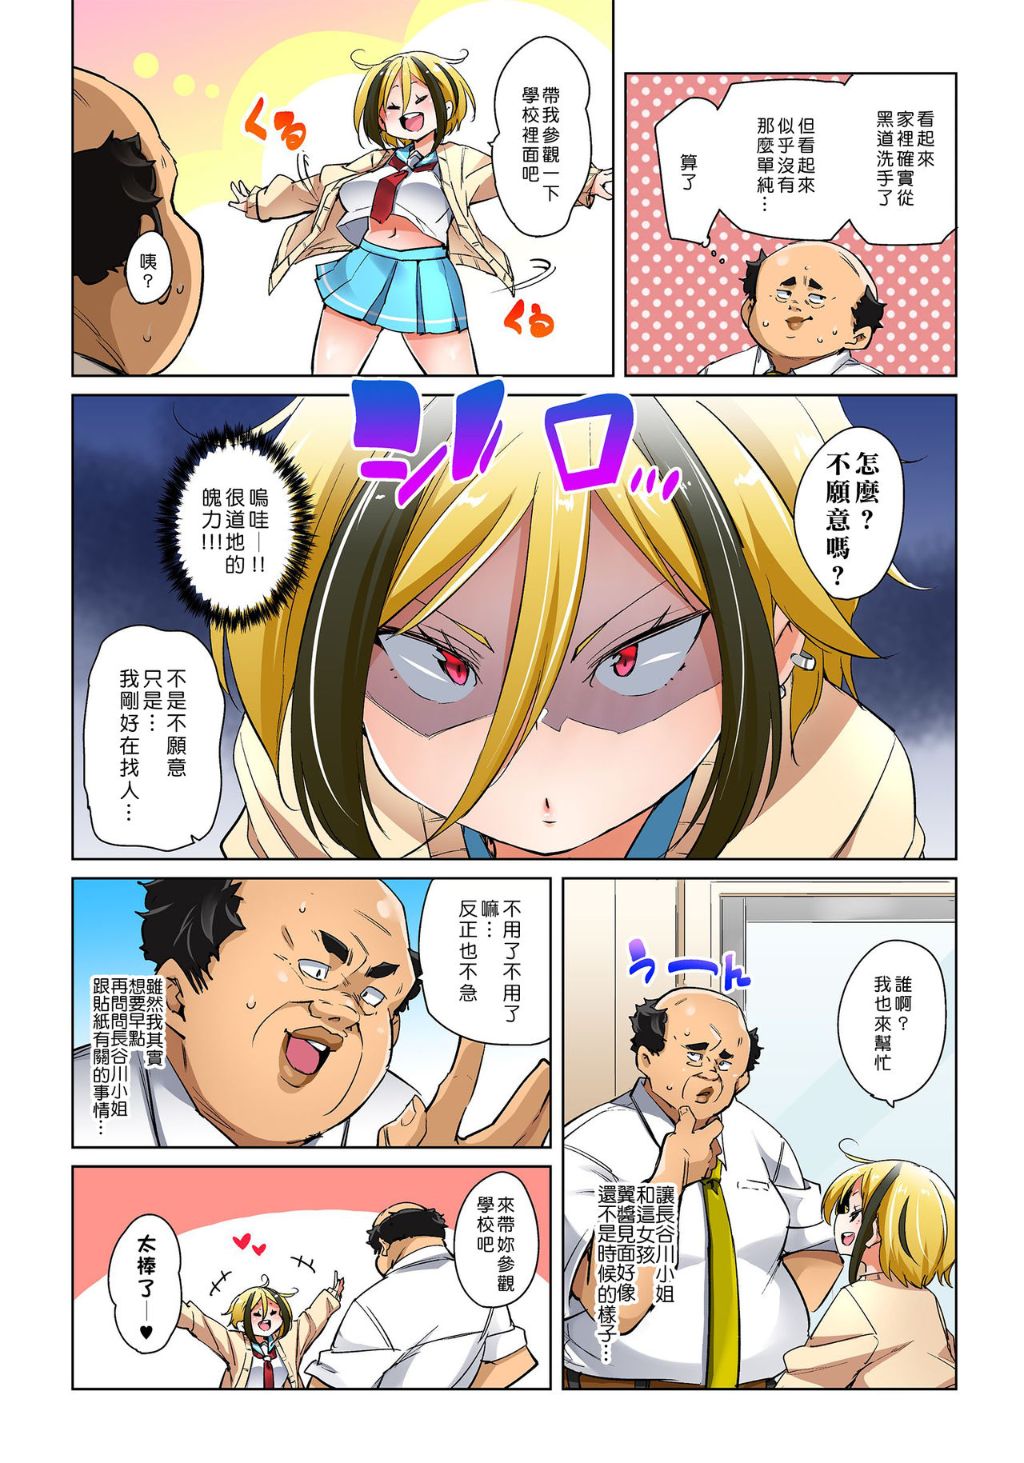 看起來
家裡確實從
黑道洗手了
但看起來
似乎沒有
那麼單純…
算了
帶我參觀一下
學校裡面吧
くる
くる
咦？
シ゛ロ…
怎麼？
不願意嗎？
嗚哇—!!
很道地的
魄力!!!
不是不願意
只是…
我剛好在找人…
誰啊？
我也來幫忙
うーーん
讓長谷川小姐
和這女孩
翼醬見面好像
還不是時候的樣子…
不用了不用了
嘛…
反正也不急
雖然我其實
想要早點
再問問長谷川小姐
跟貼紙有關的事情…
來帶妳參觀
學校吧
太棒了—♥